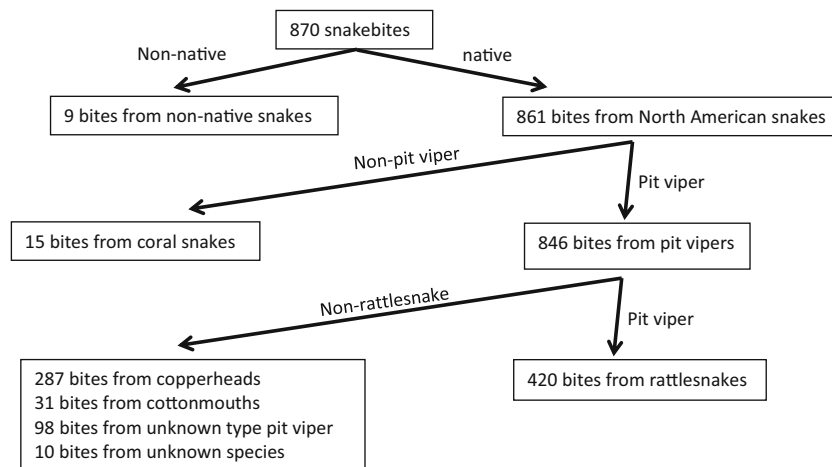 870 snakebites
Non-native
native
9 bites from non-native snakes
861 bites from North American snakes
Non-pit viper
Pit viper
15 bites from coral snakes
846 bites from pit vipers
Non-rattlesnake
Pit viper
287 bites from copperheads
31 bites from cottonmouths
98 bites from unknown type pit viper
10 bites from unknown species
420 bites from rattlesnakes